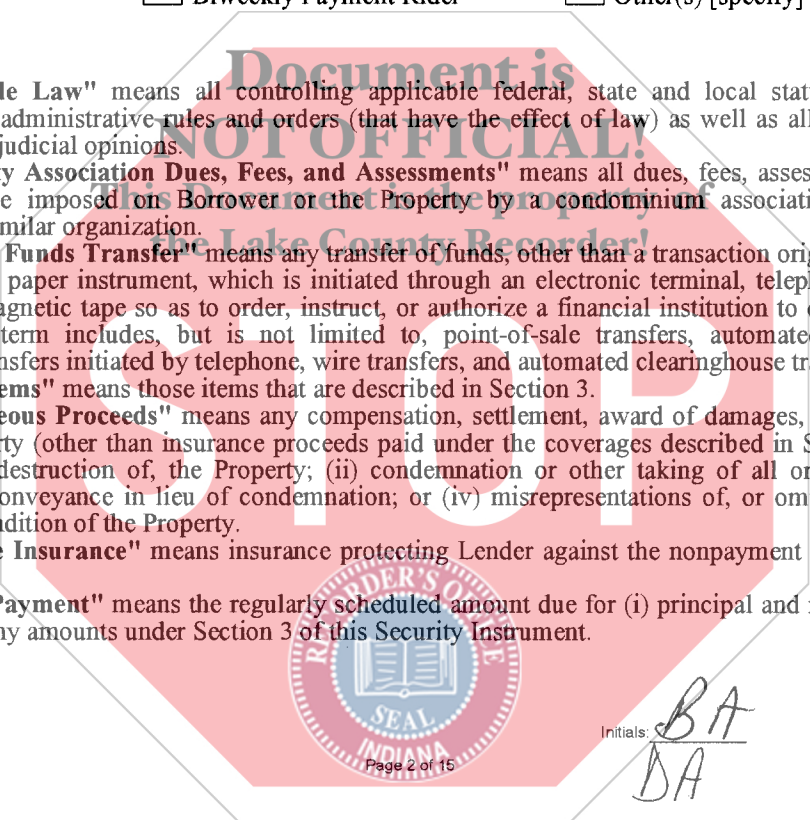 Biweekly Payment Rider Other(s) [specify]
Document is
le Law" means all controlling applicable federal, state and local stat
administrative rules and orders (that have the effect of law) as well as all
NOT OFFICIAL!
judicial opinions.
y Association Dues, Fees, and Assessments" means all dues, fees, asses
This Document is the property of
e imposed on Borrower or the Property by a condominium associati
milar organization.
the Lake County Recorder!
Funds Transfer" means any transfer of funds, other than a transaction orig
paper instrument, which is initiated through an electronic terminal, telep
agnetic tape so as to order, instruct, or authorize a financial institution to
term includes, but is not limited to, point-of-sale transfers, automated
nsfers initiated by telephone, wire transfers, and automated clearinghouse tr
ems" means those items that are described in Section 3.
eous Proceeds" means any compensation, settlement, award of damages,
rty (other than insurance proceeds paid under the coverages described in S
destruction of, the Property; (ii) condemnation or other taking of all or
onveyance in lieu of condemnation; or (iv) misrepresentations of, or om
ndition of the Property.
STOP
e Insurance" means insurance protecting Lender against the nonpayment
Payment" means the regularly scheduled amount due for (i) principal and
ny amounts under Section 3 of this Security Instrument.
RECORDER'S OFFICE
SEAL
INDIANA
Initials: BA
DA
Page 2 of 15